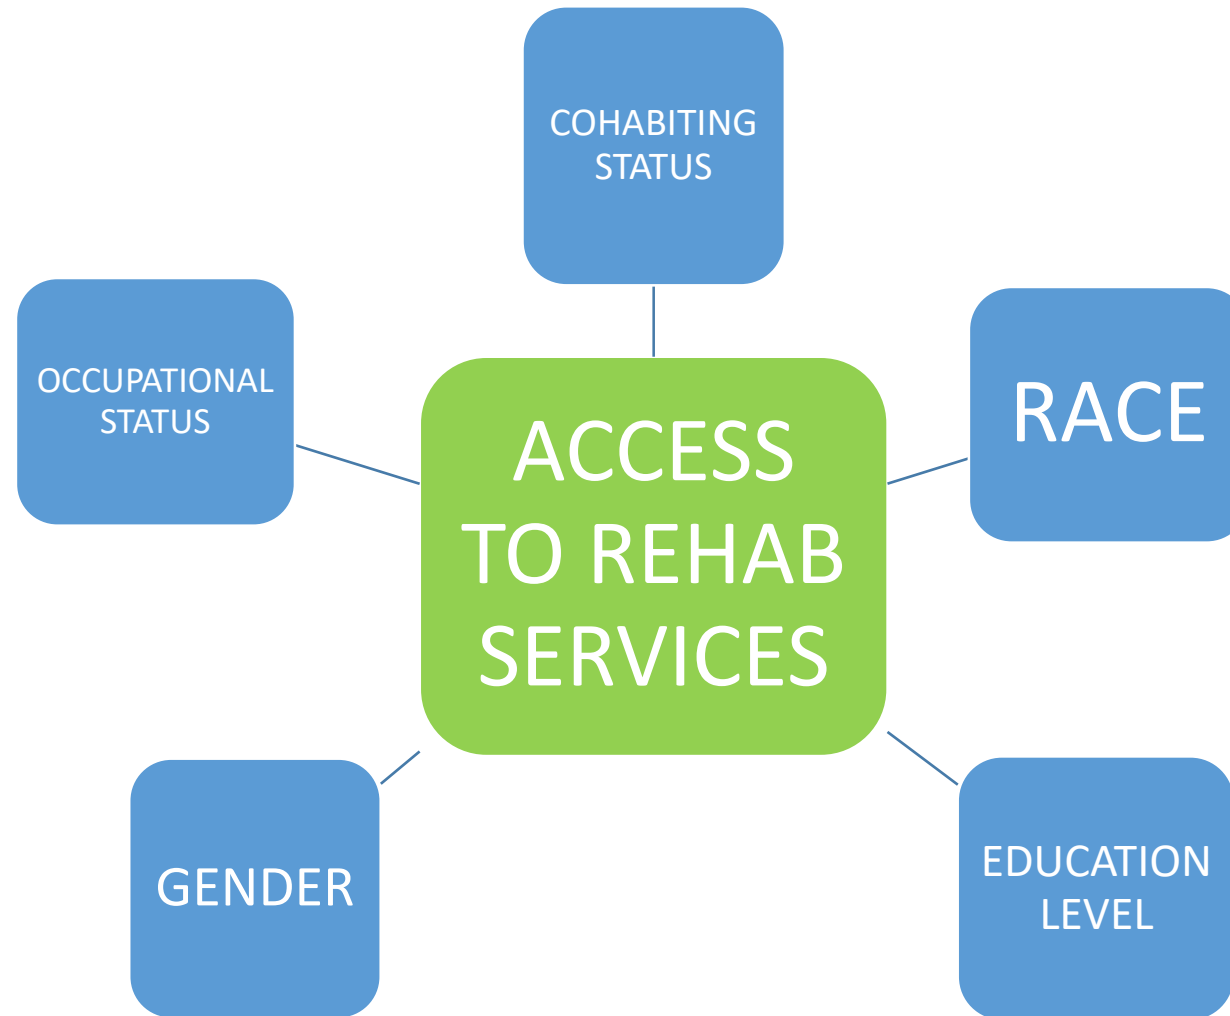 COHABITING
STATUS
OCCUPATIONAL
STATUS
RACE
ACCESS
TO REHAB
SERVICES
GENDER
EDUCATION
LEVEL